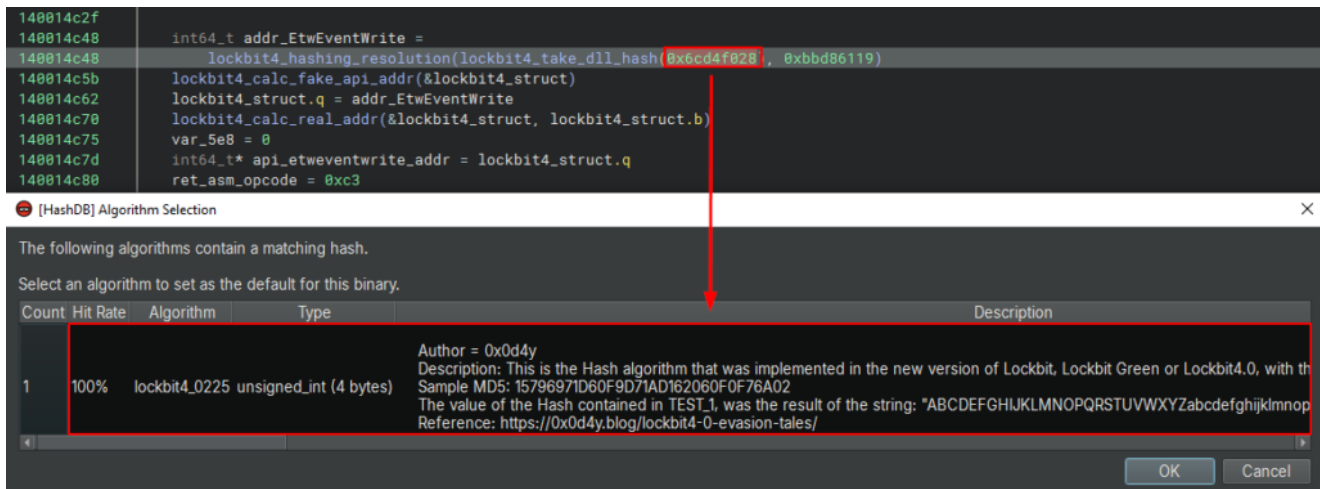 140014c2f
140014c48 int64_t addr_EtwEventWrite =
140014c48 lockbit4_hashing_resolution(lockbit4_take_dll_hash(0x6cd4f028), 0xbbd86119)
140014c5b lockbit4_calc_fake_api_addr(&lockbit4_struct)
140014c62 lockbit4_struct.q = addr_EtwEventWrite
140014c70 lockbit4_calc_real_addr(&lockbit4_struct, lockbit4_struct.b)
140014c75 var_5e8 = 0
140014c7d int64_t* api_etweventwrite_addr = lockbit4_struct.q
140014c80 ret_asm_opcode = 0xc3
[HashDB] Algorithm Selection
The following algorithms contain a matching hash.
Select an algorithm to set as the default for this binary.
Count Hit Rate Algorithm Type Description
Author = 0x0d4y
Description: This is the Hash algorithm that was implemented in the new version of Lockbit, Lockbit Green or Lockbit4.0, with th
1 100% lockbit4_0225 unsigned_int (4 bytes) Sample MD5: 15796971D60F9D71AD162060F0F76A02
The value of the Hash contained in TEST_1, was the result of the string: "ABCDEFGHIJKLMNOPQRSTUVWXYZabcdefghijklmnop
Reference: https://0x0d4y.blog/lockbit4-0-evasion-tales/
OK Cancel